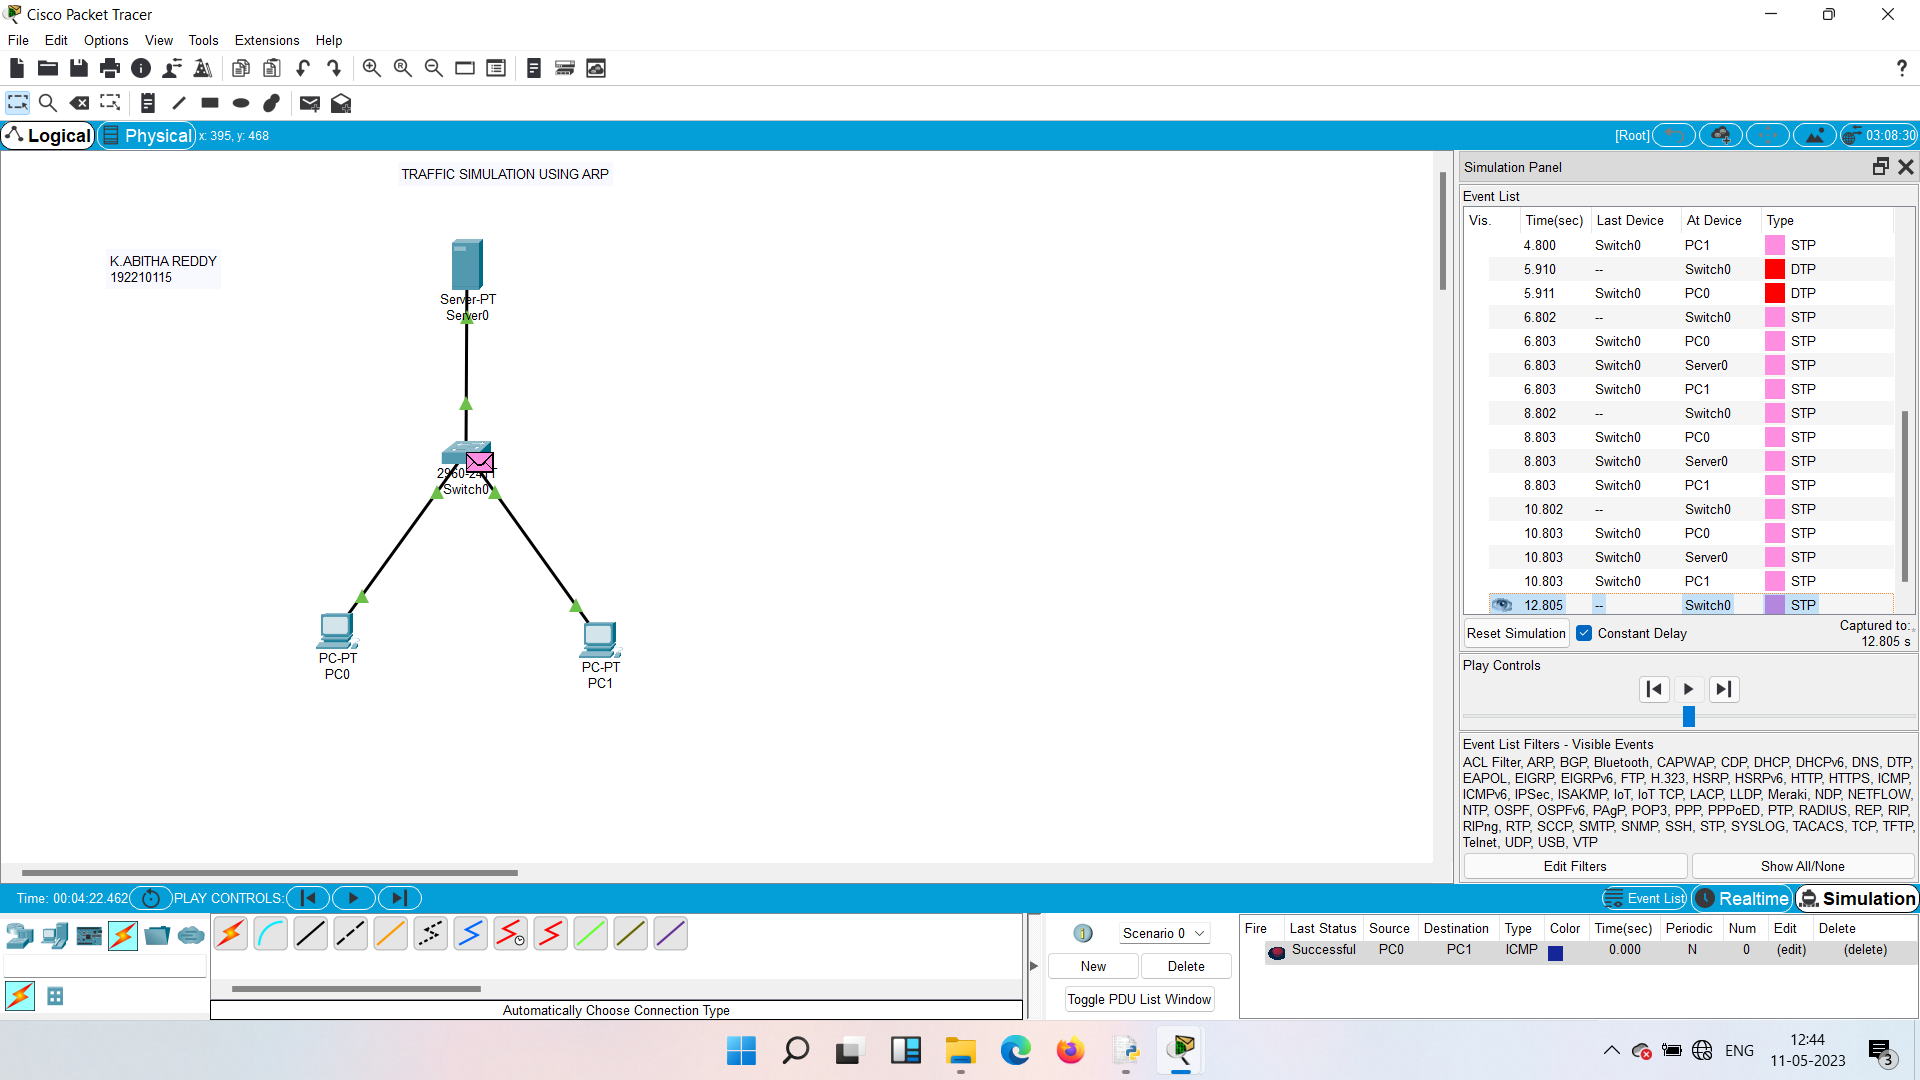 Cisco Packet Tracer
File Edit Options View Tools Extensions Help
Logical Physical x: 395, y: 468 [Root] 03:08:30
TRAFFIC SIMULATION USING ARP
K.ABITHA REDDY
192210115
Server-PT
Server0
Switch0
PC-PT
PC0
PC-PT
PC1
Simulation Panel
Event List
Vis. Time(sec) Last Device At Device Type
4.800 Switch0 PC1 STP
5.910 -- Switch0 DTP
5.911 Switch0 PC0 DTP
6.802 -- Switch0 STP
6.803 Switch0 PC0 STP
6.803 Switch0 Server0 STP
6.803 Switch0 PC1 STP
8.802 -- Switch0 STP
8.803 Switch0 PC0 STP
8.803 Switch0 Server0 STP
8.803 Switch0 PC1 STP
10.802 -- Switch0 STP
10.803 Switch0 PC0 STP
10.803 Switch0 Server0 STP
10.803 Switch0 PC1 STP
12.805 -- Switch0 STP
Reset Simulation Constant Delay Captured to:
12.805 s
Play Controls
Event List Filters - Visible Events
ACL Filter, ARP, BGP, Bluetooth, CAPWAP, CDP, DHCP, DHCPv6, DNS, DTP,
EAPOL, EIGRP, EIGRPv6, FTP, H.323, HSRP, HSRPv6, HTTP, HTTPS, ICMP,
ICMPv6, IPSec, ISAKMP, IoT, IoT TCP, LACP, LLDP, Meraki, NDP, NETFLOW,
NTP, OSPF, OSPFv6, PAgP, POP3, PPP, PPPoED, PTP, RADIUS, REP, RIP,
RIPng, RTP, SCCP, SMTP, SNMP, SSH, STP, SYSLOG, TACACS, TCP, TFTP,
Telnet, UDP, USB, VTP
Edit Filters Show All/None
Time: 00:04:22.462 PLAY CONTROLS: Event List Realtime Simulation
Scenario 0
New Delete
Toggle PDU List Window
Fire Last Status Source Destination Type Color Time(sec) Periodic Num Edit Delete
Successful PC0 PC1 ICMP 0.000 N 0 (edit) (delete)
Automatically Choose Connection Type
ENG
12:44
11-05-2023
3